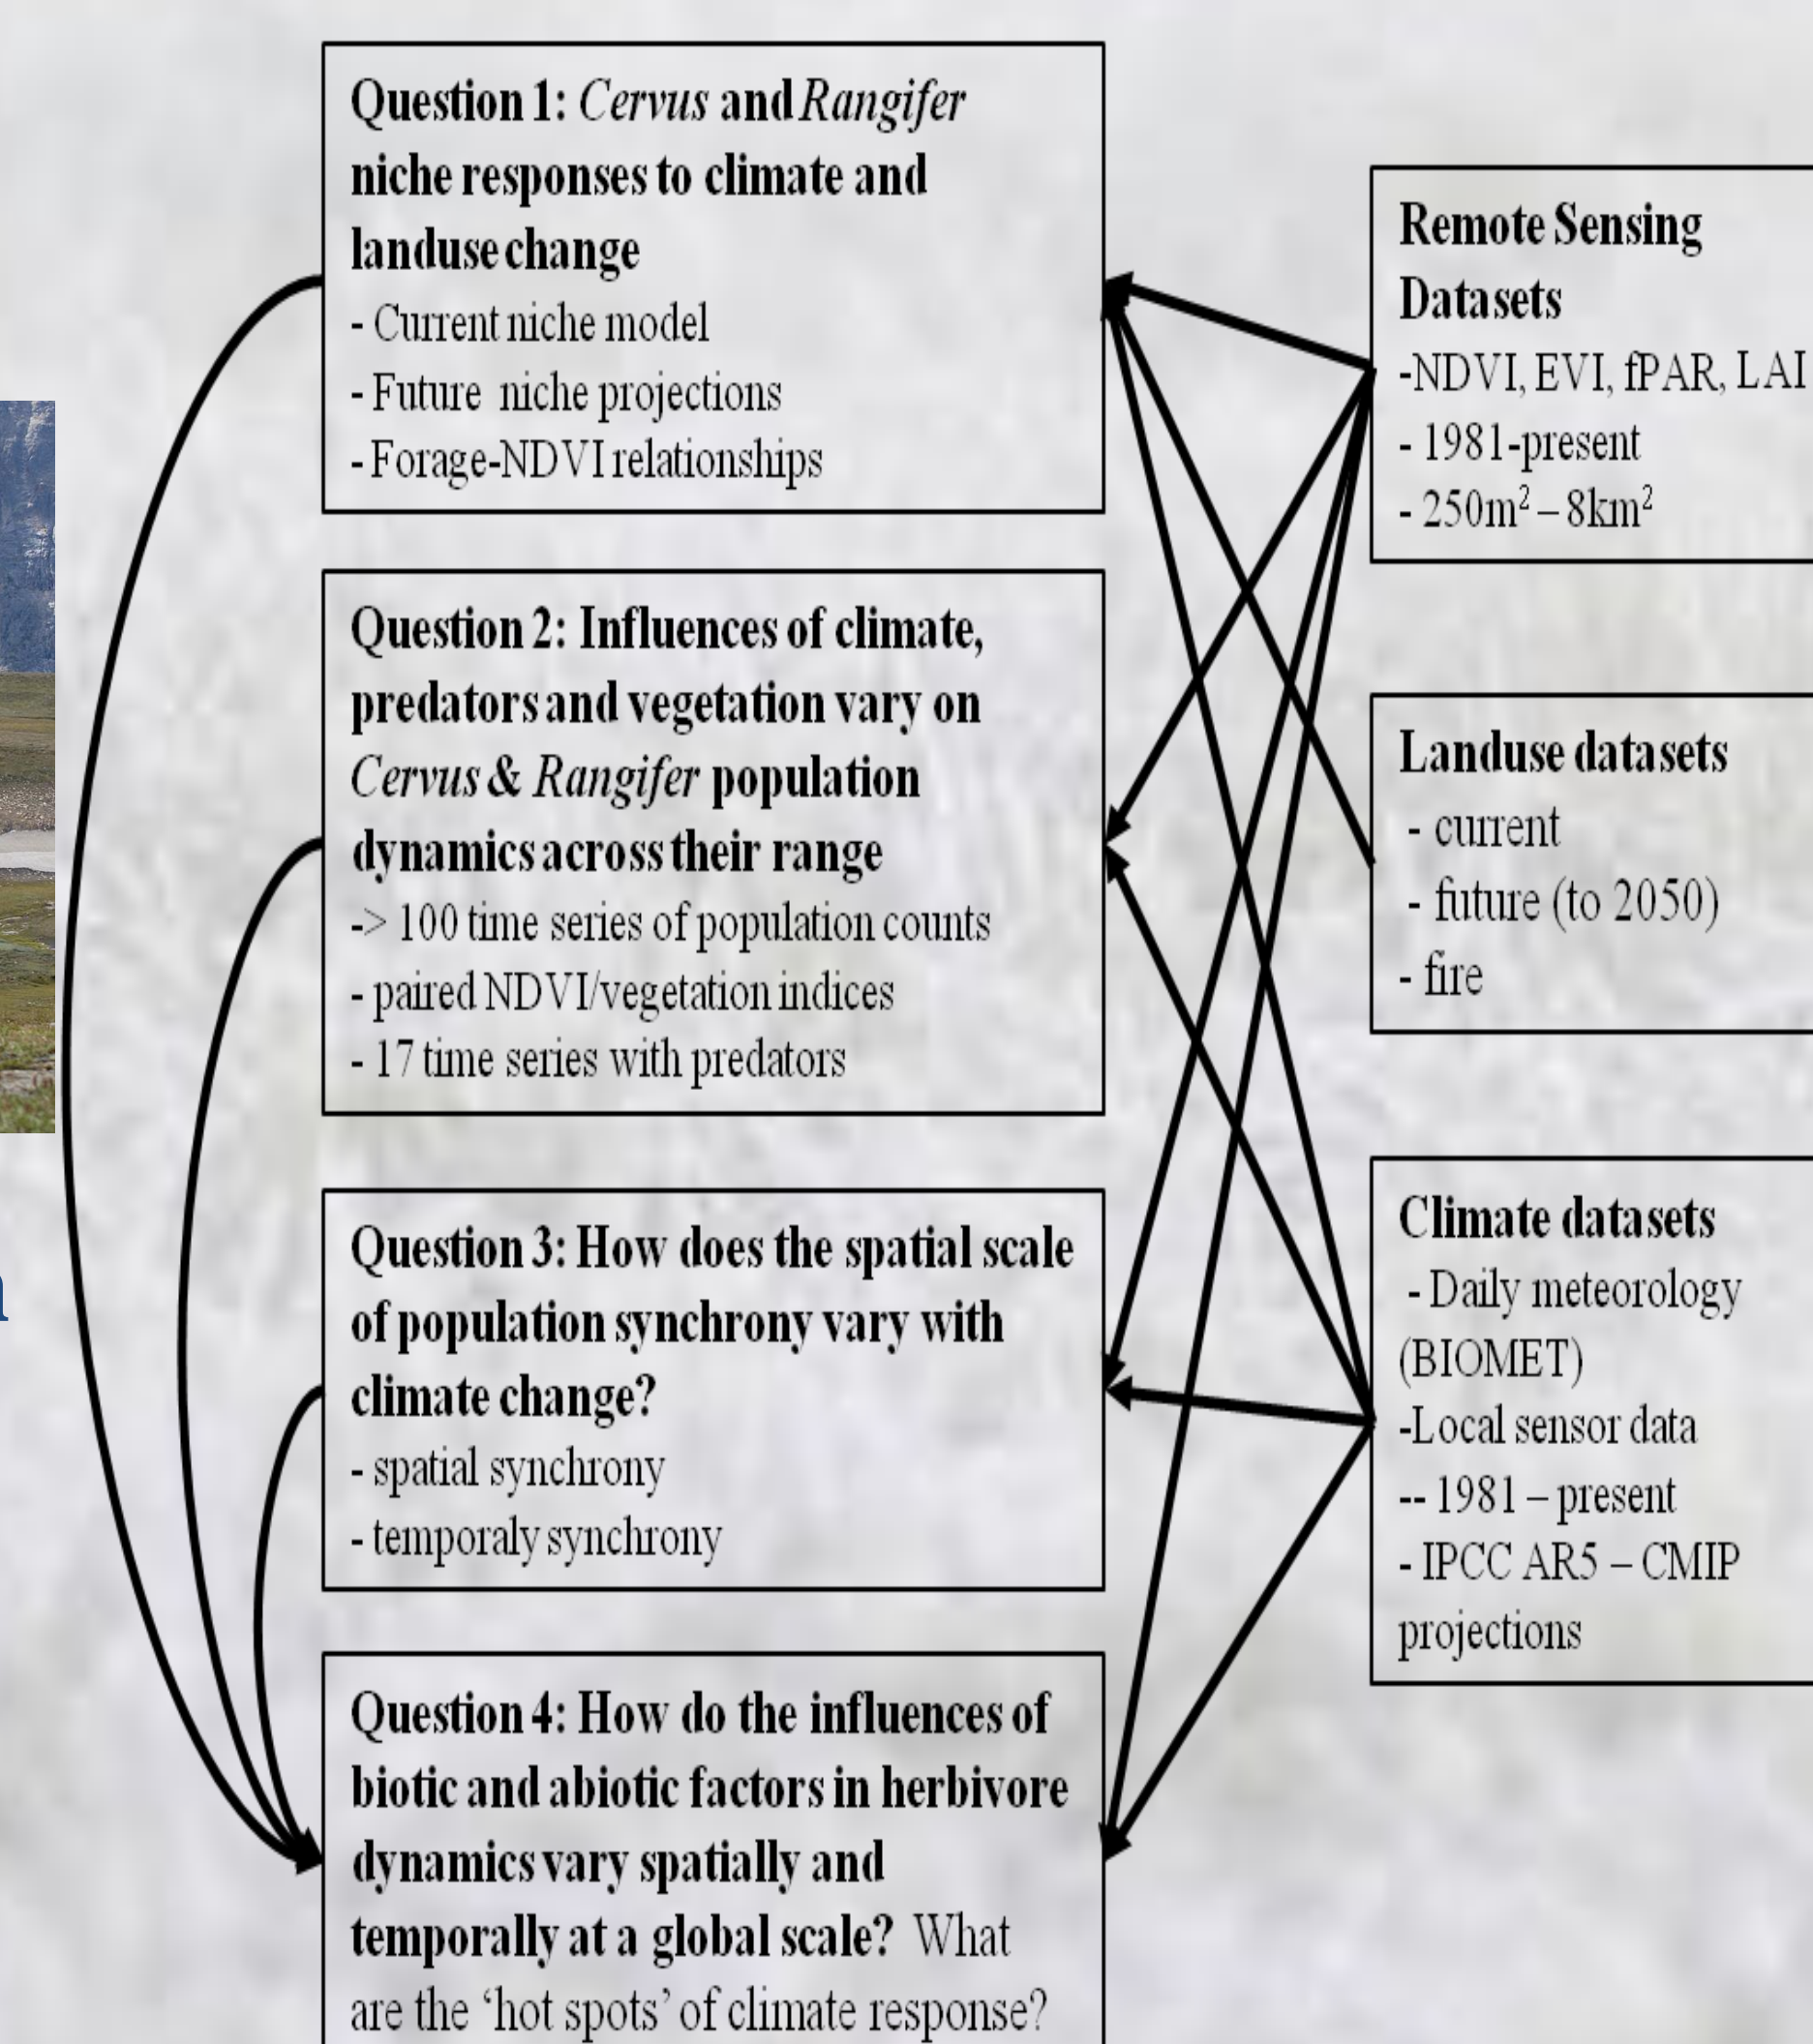 Question 1: Cervus and Rangifer
niche responses to climate and
landuse change
- Current niche model
- Future niche projections
- Forage-NDVI relationships
Question 2: Influences of climate,
predators and vegetation vary on
Cervus & Rangifer population
dynamics across their range
-> 100 time series of population counts
- paired NDVI/vegetation indices
- 17 time series with predators
Question 3: How does the spatial scale
of population synchrony vary with
climate change?
- spatial synchrony
- temporaly synchrony
Question 4: How do the influences of
biotic and abiotic factors in herbivore
dynamics vary spatially and
temporally at a global scale? What
are the ‘hot spots’ of climate response?
Remote Sensing
Datasets
-NDVI, EVI, fPAR, LAI
- 1981-present
- 250m² – 8km²
Landuse datasets
- current
- future (to 2050)
- fire
Climate datasets
- Daily meteorology
(BIOMET)
-Local sensor data
-- 1981 – present
- IPCC AR5 – CMIP
projections